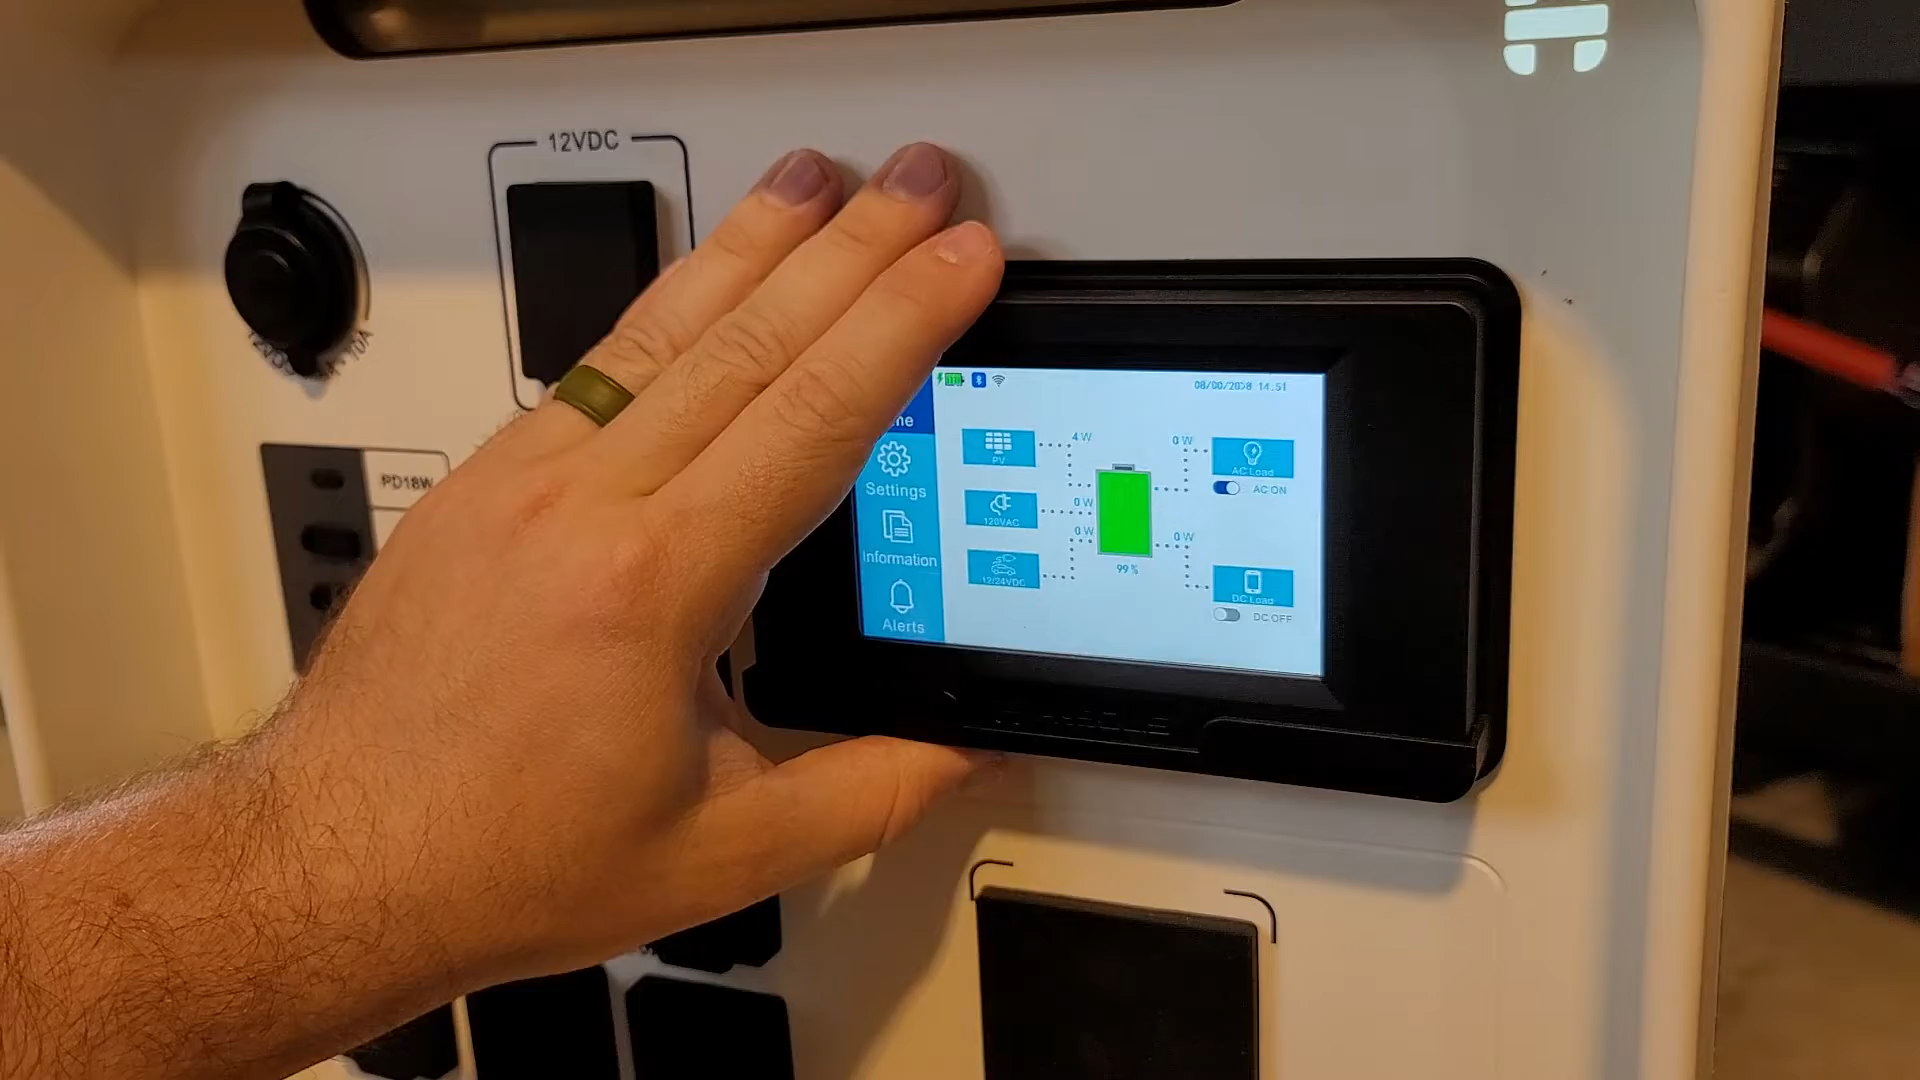 12VDC
PD18W
08/00/2028 14:51
Settings
Information
Alerts
PV
120VAC
12/24VDC
4 W
0 W
0 W
99 %
0 W
0 W
AC Load
AC ON
DC Load
DC OFF